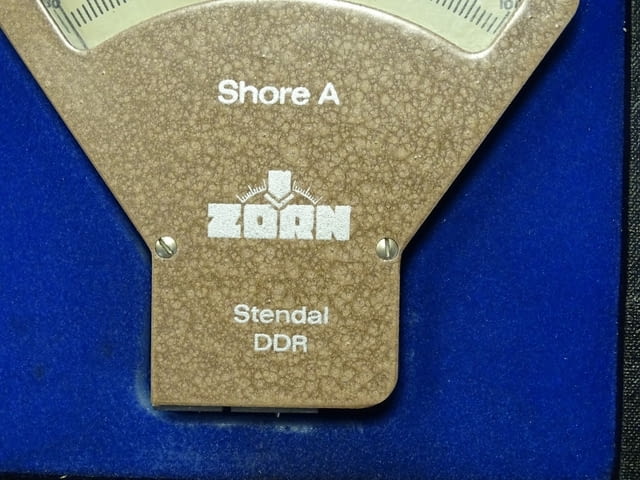 Shore A
ZORN
Stendal
DDR